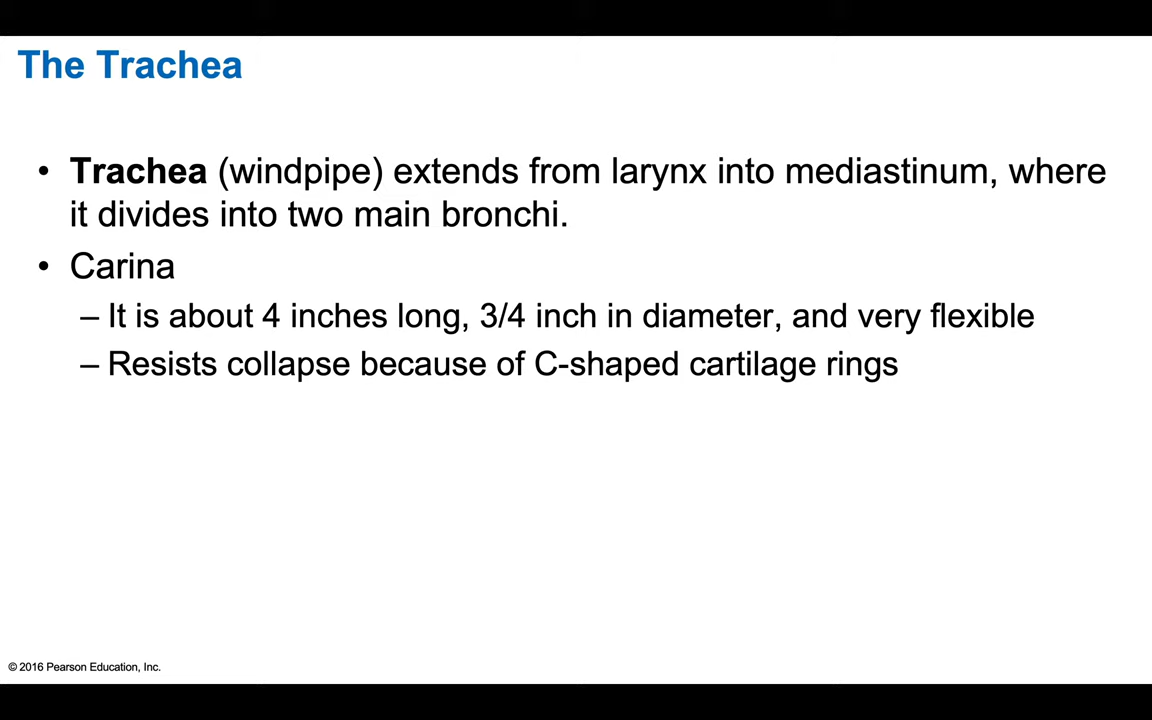 The Trachea
• Trachea (windpipe) extends from larynx into mediastinum, where
it divides into two main bronchi.
• Carina
– It is about 4 inches long, 3/4 inch in diameter, and very flexible
– Resists collapse because of C-shaped cartilage rings
© 2016 Pearson Education, Inc.